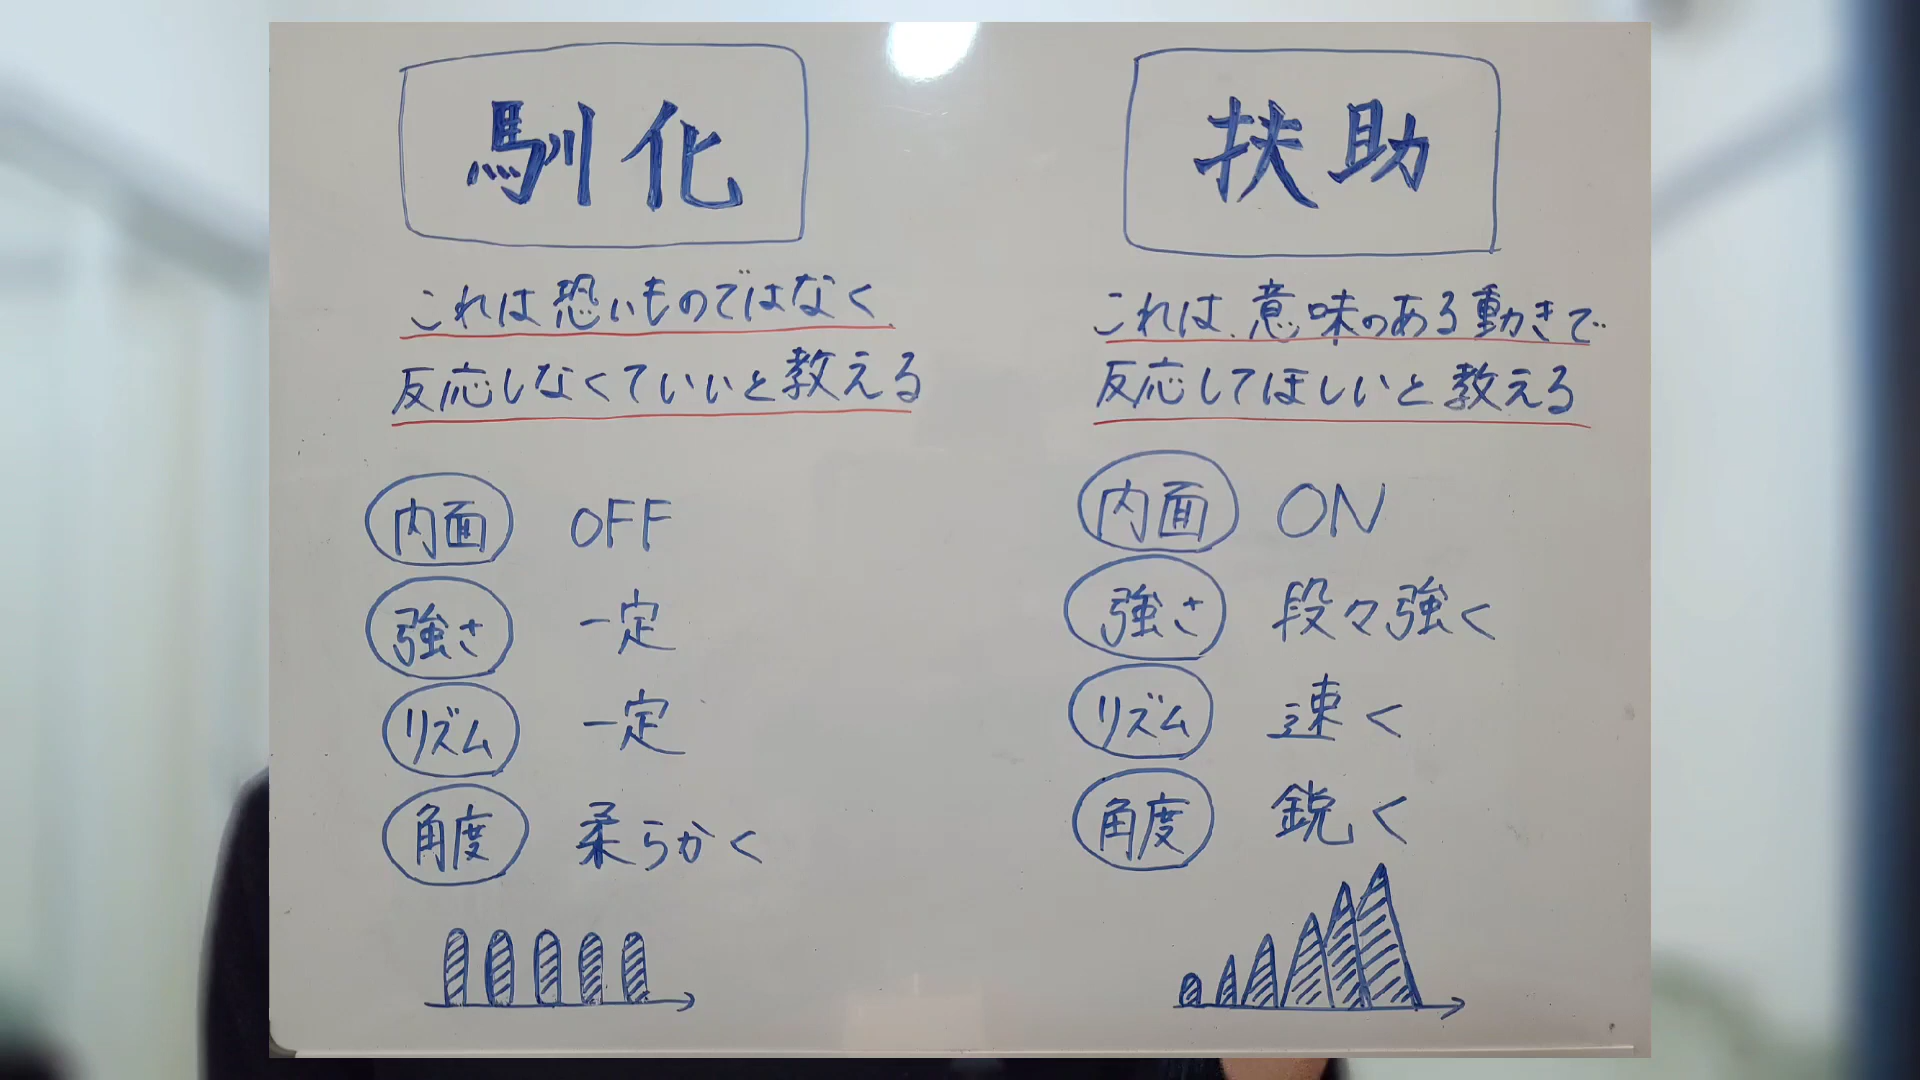 馴化
これは恐いものではなく
反応しなくていいと教える
内面 OFF
強さ 一定
リズム 一定
角度 柔らかく
扶助
これは意味のある動きで
反応してほしいと教える
内面 ON
強さ 段々強く
リズム 速く
角度 鋭く